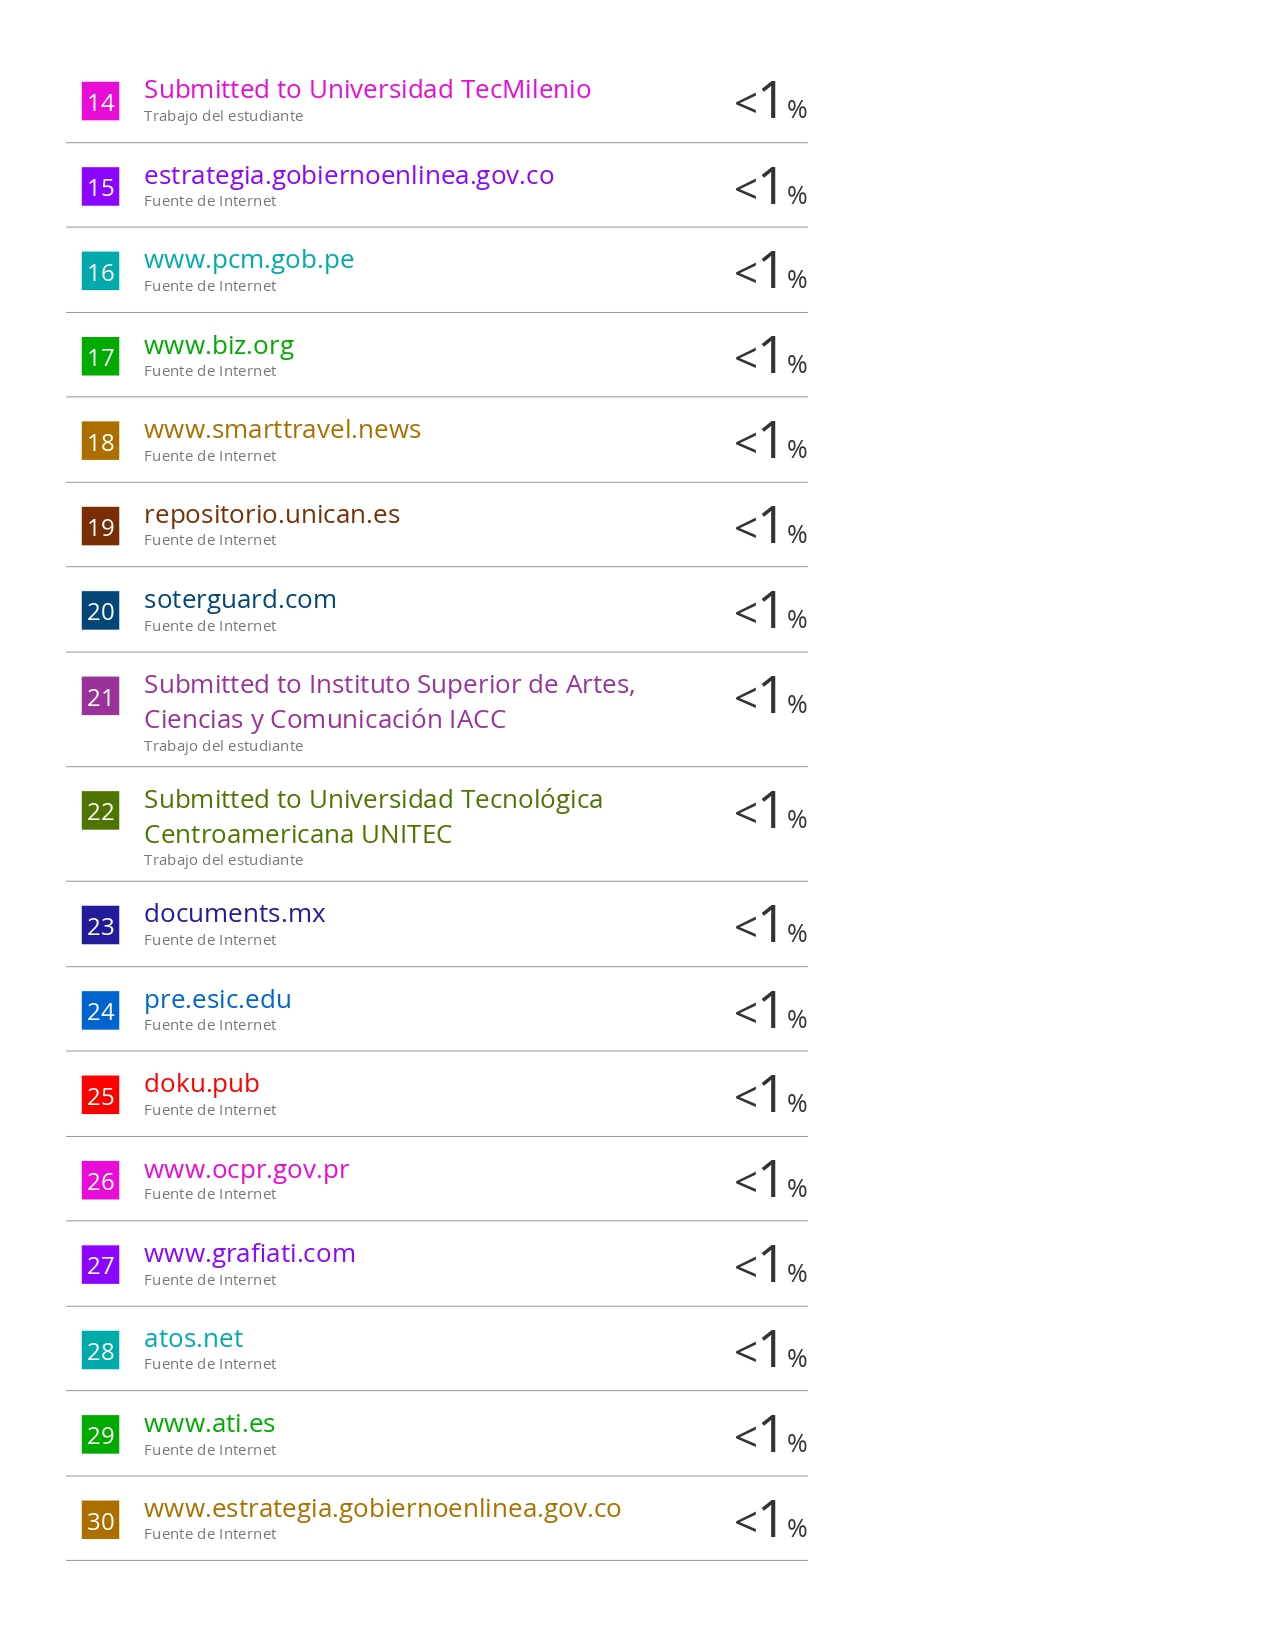 14
Submitted to Universidad TecMilenio
Trabajo del estudiante
<1%
15
estrategia.gobiernoenlinea.gov.co
Fuente de Internet
<1%
16
www.pcm.gob.pe
Fuente de Internet
<1%
17
www.biz.org
Fuente de Internet
<1%
18
www.smarttravel.news
Fuente de Internet
<1%
19
repositorio.unican.es
Fuente de Internet
<1%
20
soterguard.com
Fuente de Internet
<1%
21
Submitted to Instituto Superior de Artes,
Ciencias y Comunicación IACC
Trabajo del estudiante
<1%
22
Submitted to Universidad Tecnológica
Centroamericana UNITEC
Trabajo del estudiante
<1%
23
documents.mx
Fuente de Internet
<1%
24
pre.esic.edu
Fuente de Internet
<1%
25
doku.pub
Fuente de Internet
<1%
26
www.ocpr.gov.pr
Fuente de Internet
<1%
27
www.grafiati.com
Fuente de Internet
<1%
28
atos.net
Fuente de Internet
<1%
29
www.ati.es
Fuente de Internet
<1%
30
www.estrategia.gobiernoenlinea.gov.co
Fuente de Internet
<1%